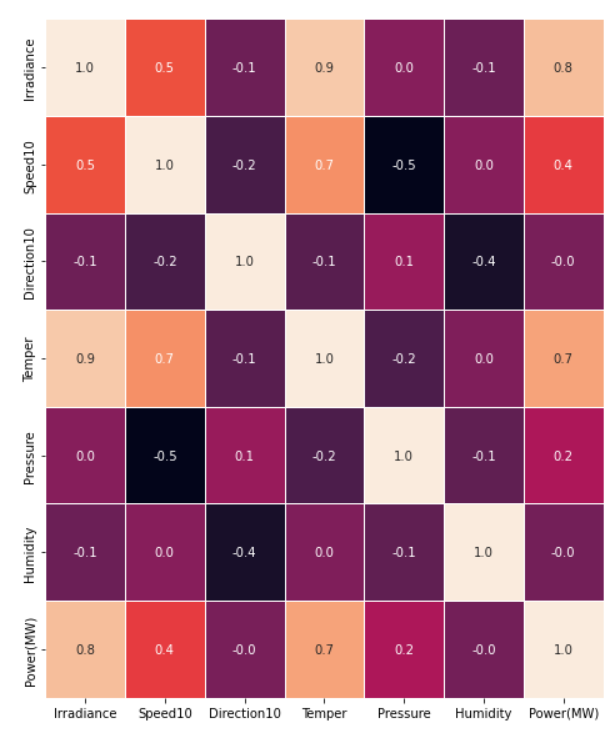 Irradiance 1.0 0.5 -0.1 0.9 0.0 -0.1 0.8
Speed10 0.5 1.0 -0.2 0.7 -0.5 0.0 0.4
Direction10 -0.1 -0.2 1.0 -0.1 0.1 -0.4 -0.0
Temper 0.9 0.7 -0.1 1.0 -0.2 0.0 0.7
Pressure 0.0 -0.5 0.1 -0.2 1.0 -0.1 0.2
Humidity -0.1 0.0 -0.4 0.0 -0.1 1.0 -0.0
Power(MW) 0.8 0.4 -0.0 0.7 0.2 -0.0 1.0
Irradiance Speed10 Direction10 Temper Pressure Humidity Power(MW)